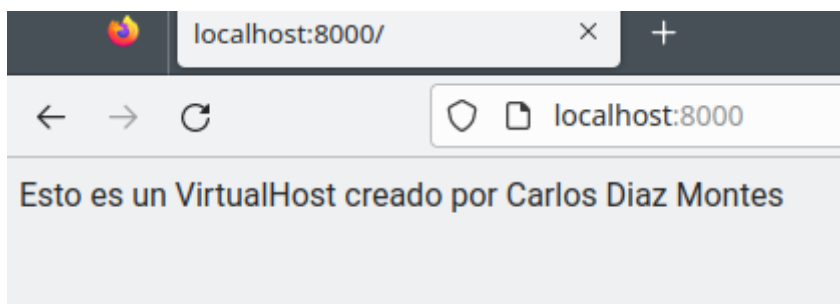 localhost:8000/
localhost:8000
Esto es un VirtualHost creado por Carlos Diaz Montes